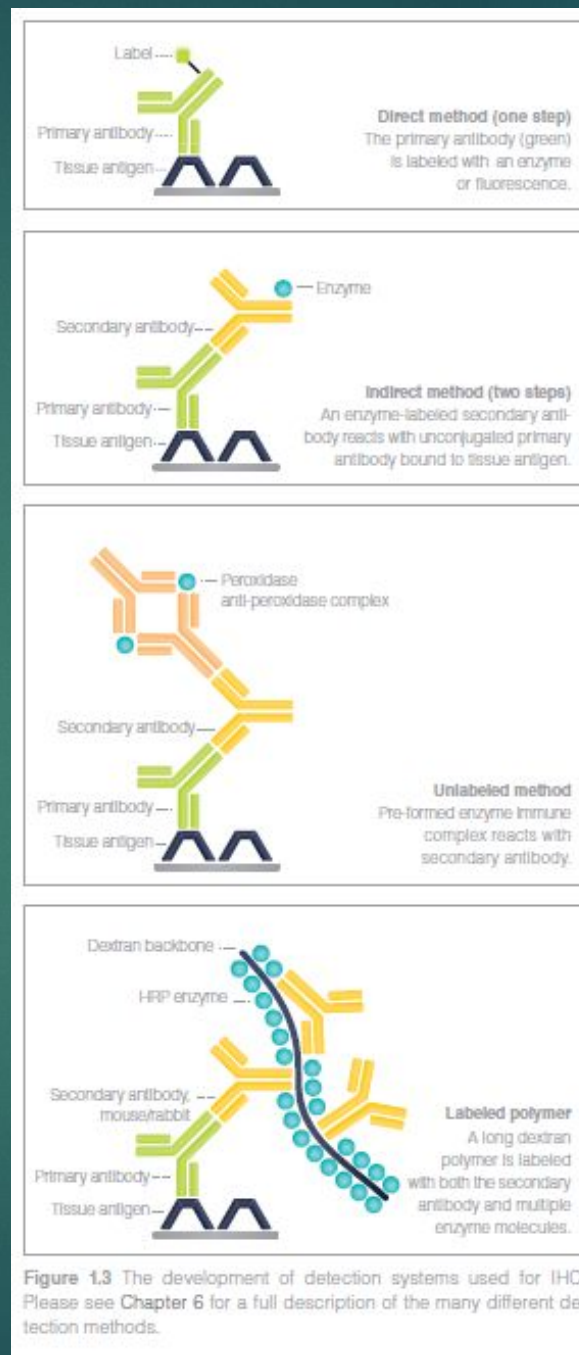 Label
Primary antibody
Tissue antigen
Direct method (one step)
The primary antibody (green)
is labeled with an enzyme
or fluorescence.
Enzyme
Secondary antibody
Primary antibody
Tissue antigen
Indirect method (two steps)
An enzyme-labeled secondary anti-
body reacts with unconjugated primary
antibody bound to tissue antigen.
Peroxidase
anti-peroxidase complex
Secondary antibody
Primary antibody
Tissue antigen
Unlabeled method
Pre-formed enzyme immune
complex reacts with
secondary antibody.
Dextran backbone
HRP enzyme
Secondary antibody,
mouse/rabbit
Primary antibody
Tissue antigen
Labeled polymer
A long dextran
polymer is labeled
with both the secondary
antibody and multiple
enzyme molecules.
Figure 1.3 The development of detection systems used for IHC
Please see Chapter 6 for a full description of the many different de
tection methods.